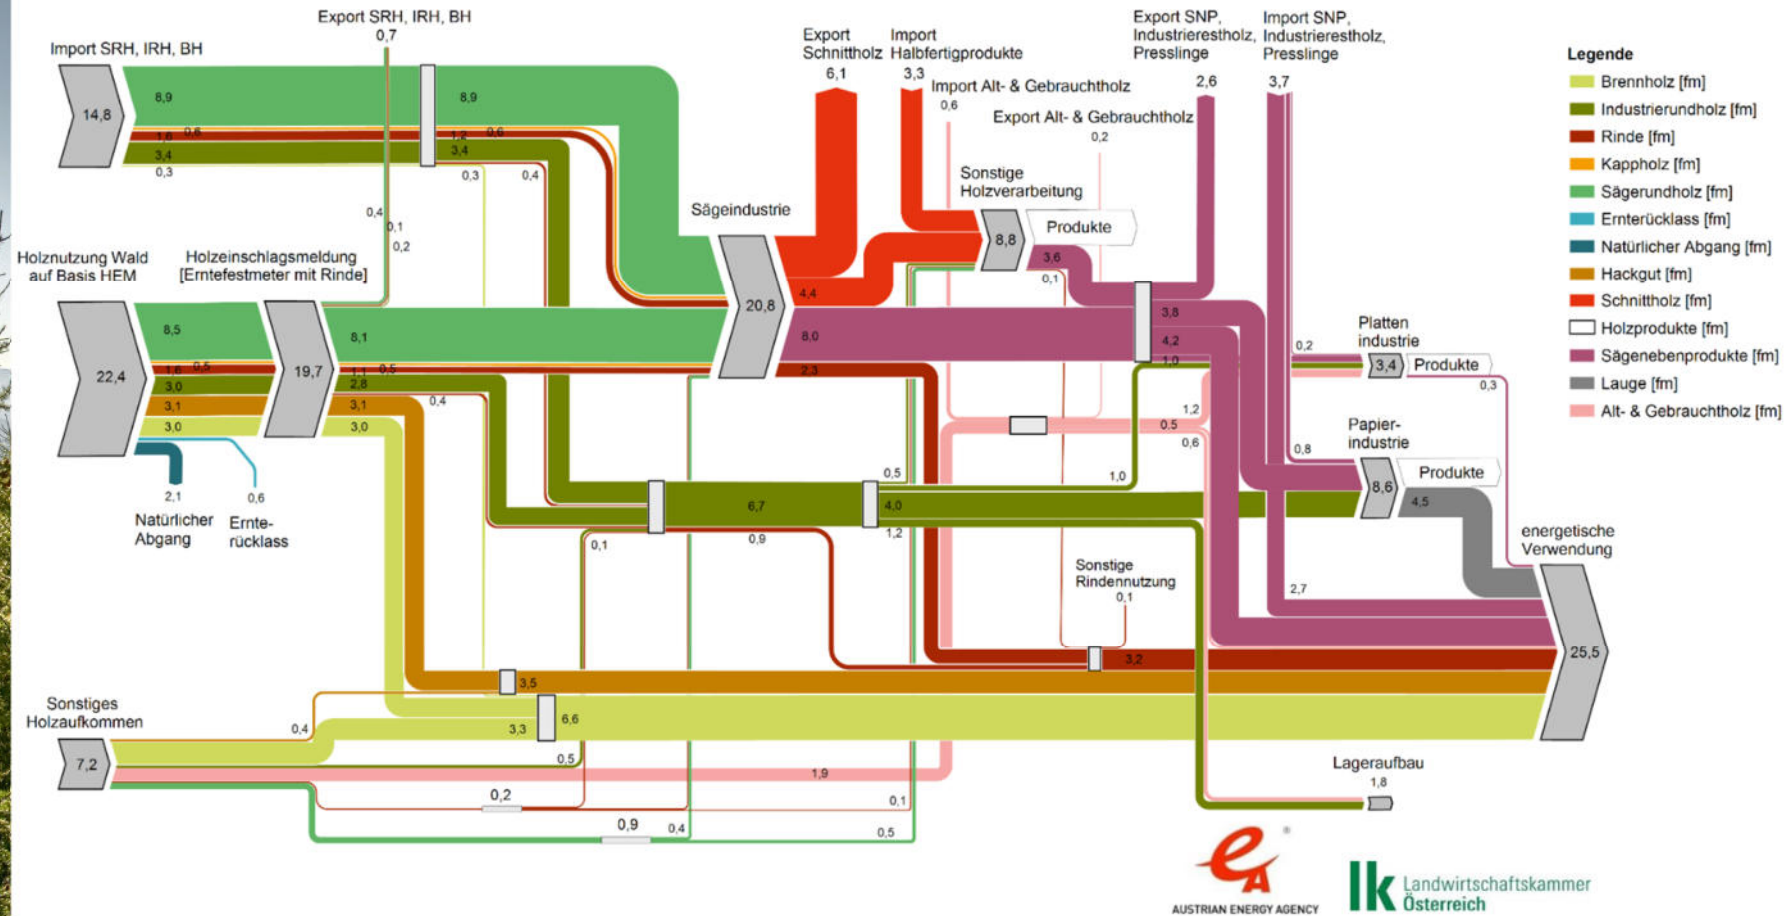 Export SRH, IRH, BH
0,7
Import SRH, IRH, BH
14,8
8,9
1,6
0,6
3,4
0,3
8,9
1,2
0,6
3,4
0,3
0,4
0,4
0,1
0,2
Export
Schnittholz
6,1
Import
Halbfertigprodukte
3,3
Import Alt- & Gebrauchtholz
0,6
Export Alt- & Gebrauchtholz
0,2
Export SNP,
Industrierestholz,
Presslinge
2,6
Import SNP,
Industrierestholz,
Presslinge
3,7
Legende
Brennholz [fm]
Industrierundholz [fm]
Rinde [fm]
Kappholz [fm]
Sägerundholz [fm]
Ernterücklass [fm]
Natürlicher Abgang [fm]
Hackgut [fm]
Schnittholz [fm]
Holzprodukte [fm]
Sägenebenprodukte [fm]
Lauge [fm]
Alt- & Gebrauchtholz [fm]
Holznutzung Wald
auf Basis HEM
22,4
8,5
1,6
0,5
3,0
3,1
3,0
Holzeinschlagsmeldung
[Erntefestmeter mit Rinde]
19,7
8,1
1,1
0,5
2,8
0,4
3,1
3,0
2,1
Natürlicher
Abgang
0,6
Ernte-
rücklass
Sägeindustrie
20,8
4,4
8,0
2,3
Sonstige
Holzverarbeitung
8,8
Produkte
3,6
0,1
3,8
4,2
1,0
0,2
Platten
industrie
3,4
Produkte
0,3
1,2
0.5
0,6
0,8
Papier-
industrie
8,6
Produkte
4,5
6,7
0,5
4,0
1,2
1,0
0,1
0,9
Sonstige
Rindennutzung
0,1
3,2
2,7
energetische
Verwendung
25,5
3,5
6,6
3,3
Sonstiges
Holzaufkommen
7,2
0,4
0,5
1,9
0,2
0,1
0,9
0,4
0,5
Lageraufbau
1,8
eA
®
AUSTRIAN ENERGY AGENCY
lk
Landwirtschaftskammer
Österreich